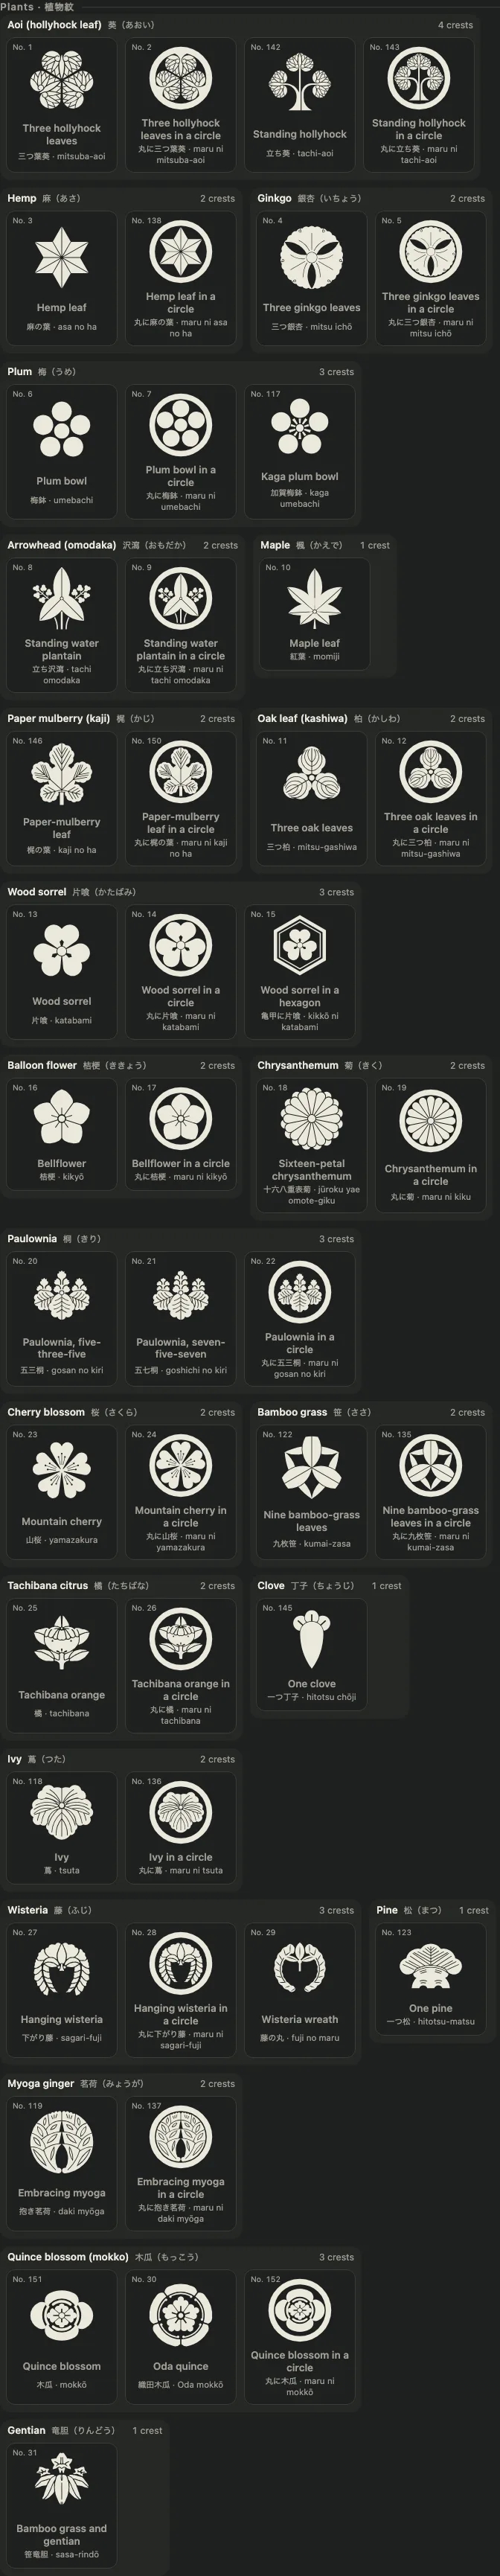 Plants · 植物紋
Aoi (hollyhock leaf) 葵（あおい） 4 crests
No. 1
Three hollyhock
leaves
三つ葉葵 · mitsuba-aoi
No. 2
Three hollyhock
leaves in a circle
丸に三つ葉葵 · maru ni
mitsuba-aoi
No. 142
Standing hollyhock
立ち葵 · tachi-aoi
No. 143
Standing hollyhock
in a circle
丸に立ち葵 · maru ni
tachi-aoi
Hemp 麻（あさ） 2 crests
No. 3
Hemp leaf
麻の葉 · asa no ha
No. 138
Hemp leaf in a
circle
丸に麻の葉 · maru ni asa
no ha
Ginkgo 銀杏（いちょう） 2 crests
No. 4
Three ginkgo leaves
三つ銀杏 · mitsu ichō
No. 5
Three ginkgo leaves
in a circle
丸に三つ銀杏 · maru ni
mitsu ichō
Plum 梅（うめ） 3 crests
No. 6
Plum bowl
梅鉢 · umebachi
No. 7
Plum bowl in a
circle
丸に梅鉢 · maru ni
umebachi
No. 117
Kaga plum bowl
加賀梅鉢 · kaga
umebachi
Arrowhead (omodaka) 沢瀉（おもだか） 2 crests
No. 8
Standing water
plantain
立ち沢瀉 · tachi
omodaka
No. 9
Standing water
plantain in a circle
丸に立ち沢瀉 · maru ni
tachi omodaka
Maple 楓（かえで） 1 crest
No. 10
Maple leaf
紅葉 · momiji
Paper mulberry (kaji) 梶（かじ） 2 crests
No. 146
Paper-mulberry
leaf
梶の葉 · kaji no ha
No. 150
Paper-mulberry
leaf in a circle
丸に梶の葉 · maru ni kaji
no ha
Oak leaf (kashiwa) 柏（かしわ） 2 crests
No. 11
Three oak leaves
三つ柏 · mitsu-gashiwa
No. 12
Three oak leaves in
a circle
丸に三つ柏 · maru ni
mitsu-gashiwa
Wood sorrel 片喰（かたばみ） 3 crests
No. 13
Wood sorrel
片喰 · katabami
No. 14
Wood sorrel in a
circle
丸に片喰 · maru ni
katabami
No. 15
Wood sorrel in a
hexagon
亀甲に片喰 · kikkō ni
katabami
Balloon flower 桔梗（ききょう） 2 crests
No. 16
Bellflower
桔梗 · kikyō
No. 17
Bellflower in a circle
丸に桔梗 · maru ni kikyō
Chrysanthemum 菊（きく） 2 crests
No. 18
Sixteen-petal
chrysanthemum
十六八重表菊 · jūroku yae
omote-giku
No. 19
Chrysanthemum in
a circle
丸に菊 · maru ni kiku
Paulownia 桐（きり） 3 crests
No. 20
Paulownia, five-
three-five
五三桐 · gosan no kiri
No. 21
Paulownia, seven-
five-seven
五七桐 · goshichi no kiri
No. 22
Paulownia in a
circle
丸に五三桐 · maru ni
gosan no kiri
Cherry blossom 桜（さくら） 2 crests
No. 23
Mountain cherry
山桜 · yamazakura
No. 24
Mountain cherry in
a circle
丸に山桜 · maru ni
yamazakura
Bamboo grass 笹（ささ） 2 crests
No. 122
Nine bamboo-grass
leaves
九枚笹 · kumai-zasa
No. 135
Nine bamboo-grass
leaves in a circle
丸に九枚笹 · maru ni
kumai-zasa
Tachibana citrus 橘（たちばな） 2 crests
No. 25
Tachibana orange
橘 · tachibana
No. 26
Tachibana orange in
a circle
丸に橘 · maru ni
tachibana
Clove 丁子（ちょうじ） 1 crest
No. 145
One clove
一つ丁子 · hitotsu chōji
Ivy 蔦（つた） 2 crests
No. 118
Ivy
蔦 · tsuta
No. 136
Ivy in a circle
丸に蔦 · maru ni tsuta
Wisteria 藤（ふじ） 3 crests
No. 27
Hanging wisteria
下がり藤 · sagari-fuji
No. 28
Hanging wisteria in
a circle
丸に下がり藤 · maru ni
sagari-fuji
No. 29
Wisteria wreath
藤の丸 · fuji no maru
Pine 松（まつ） 1 crest
No. 123
One pine
一つ松 · hitotsu-matsu
Myoga ginger 茗荷（みょうが） 2 crests
No. 119
Embracing myoga
抱き茗荷 · daki myōga
No. 137
Embracing myoga
in a circle
丸に抱き茗荷 · maru ni
daki myōga
Quince blossom (mokko) 木瓜（もっこう） 3 crests
No. 151
Quince blossom
木瓜 · mokkō
No. 30
Oda quince
織田木瓜 · Oda mokkō
No. 152
Quince blossom in a
circle
丸に木瓜 · maru ni
mokkō
Gentian 竜胆（りんどう） 1 crest
No. 31
Bamboo grass and
gentian
笹竜胆 · sasa-rindō